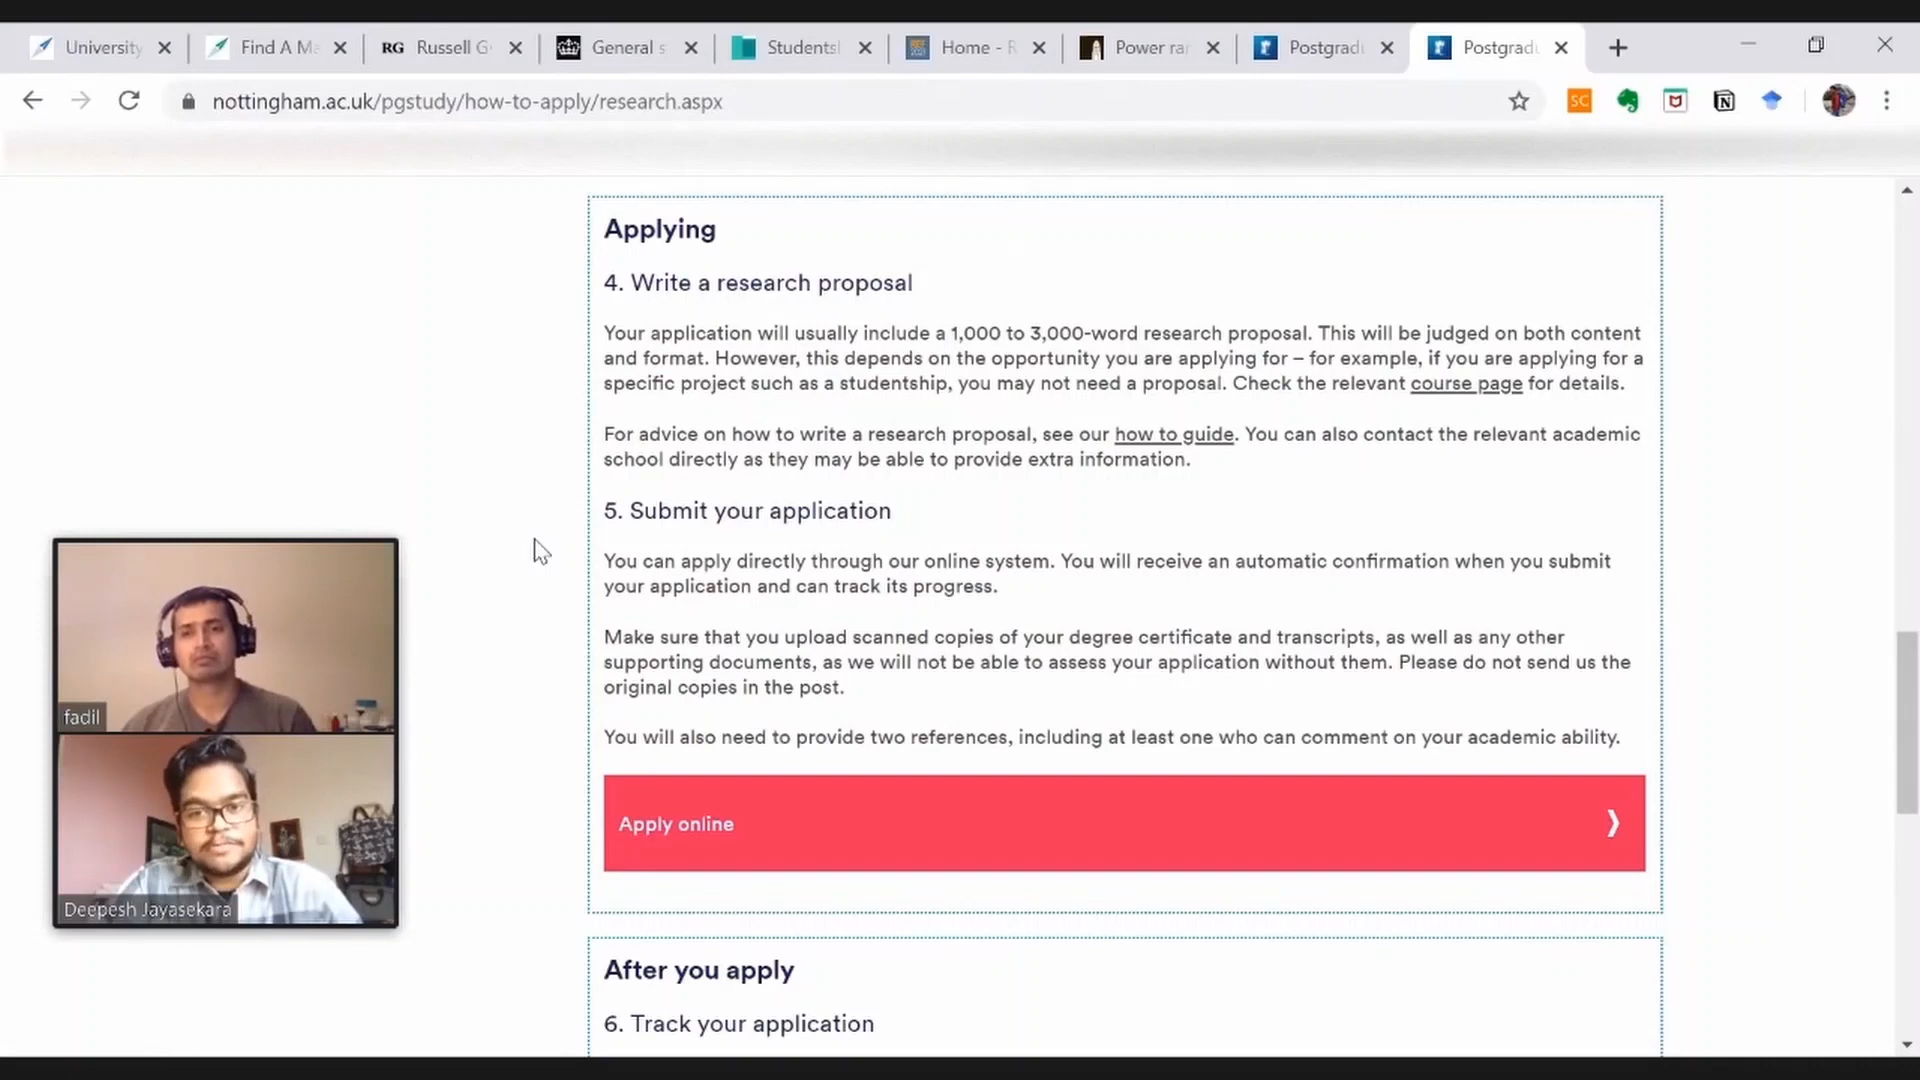 University
Find A Ma
RG Russell G
General s
Students
Home - R
Power ran
Postgradu
Postgradu
nottingham.ac.uk/pgstudy/how-to-apply/research.aspx
SC
Applying
4. Write a research proposal
Your application will usually include a 1,000 to 3,000-word research proposal. This will be judged on both content
and format. However, this depends on the opportunity you are applying for – for example, if you are applying for a
specific project such as a studentship, you may not need a proposal. Check the relevant course page for details.
For advice on how to write a research proposal, see our how to guide. You can also contact the relevant academic
school directly as they may be able to provide extra information.
5. Submit your application
You can apply directly through our online system. You will receive an automatic confirmation when you submit
your application and can track its progress.
Make sure that you upload scanned copies of your degree certificate and transcripts, as well as any other
supporting documents, as we will not be able to assess your application without them. Please do not send us the
original copies in the post.
You will also need to provide two references, including at least one who can comment on your academic ability.
Apply online
After you apply
6. Track your application
fadil
Deepesh Jayasekara